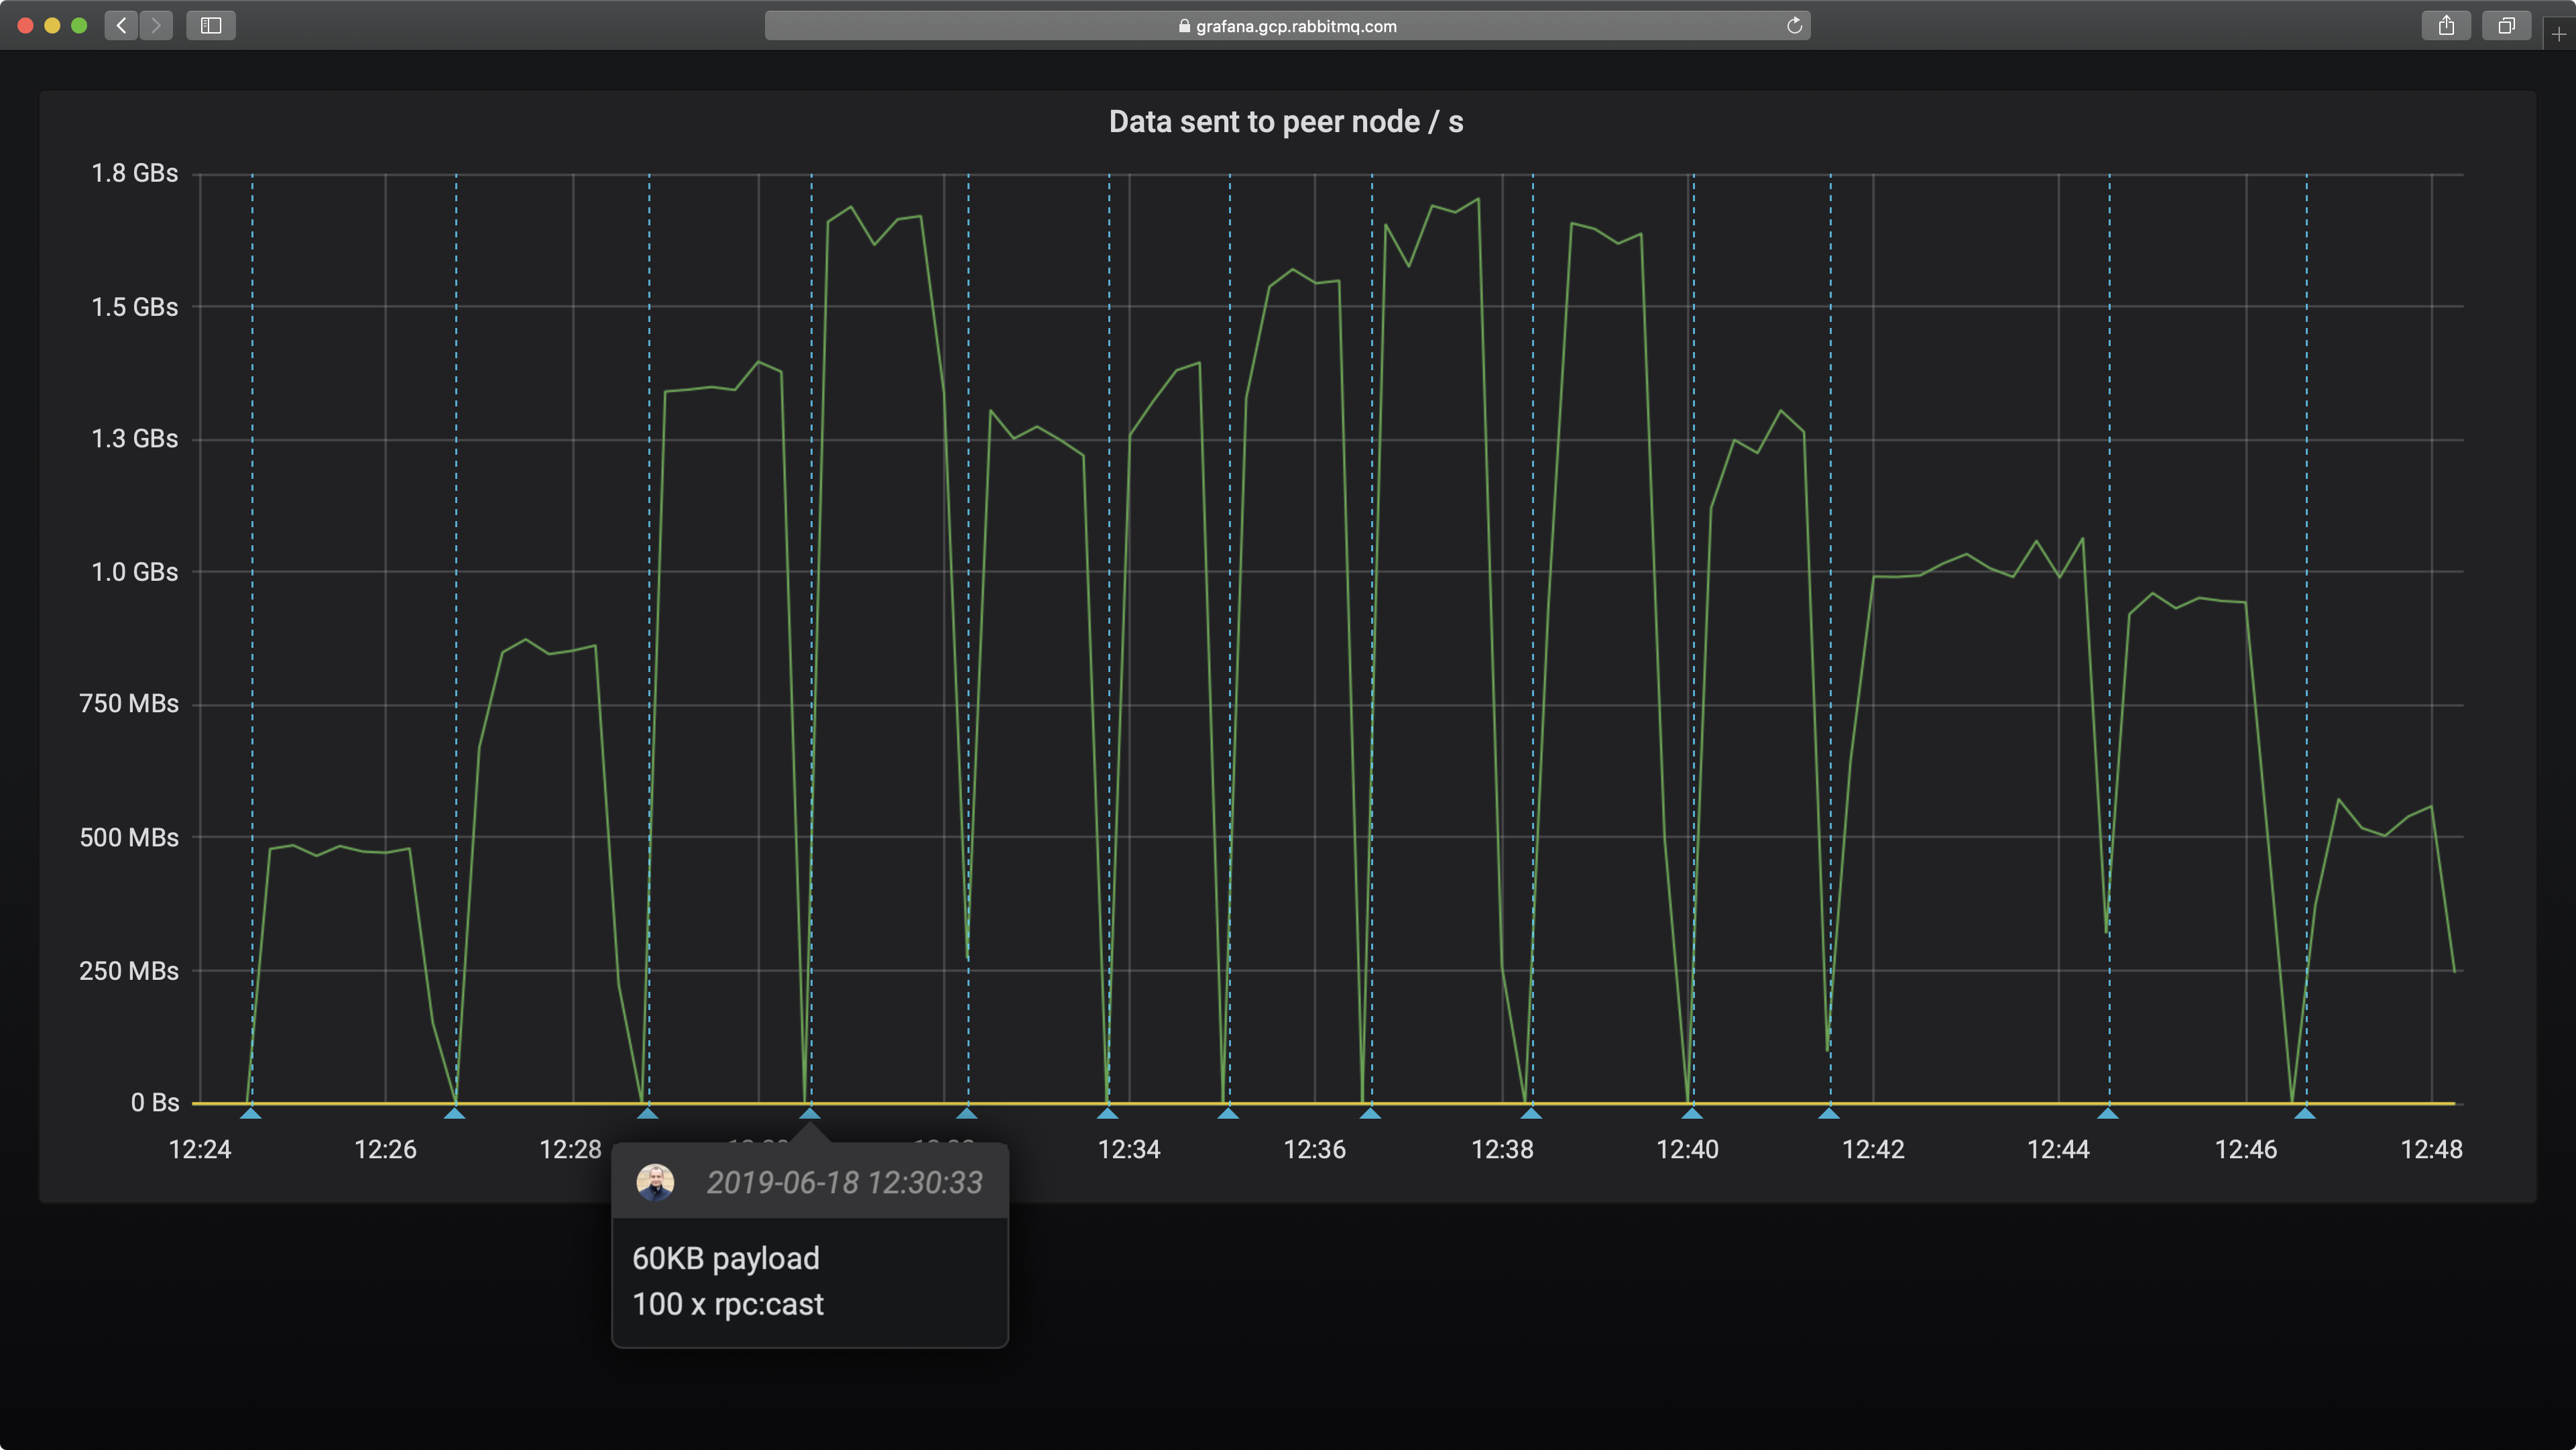 grafana.gcp.rabbitmq.com
Data sent to peer node / s
1.8 GBs
1.5 GBs
1.3 GBs
1.0 GBs
750 MBs
500 MBs
250 MBs
0 Bs
12:24 12:26 12:28 12:34 12:36 12:38 12:40 12:42 12:44 12:46 12:48
2019-06-18 12:30:33
60KB payload
100 x rpc:cast